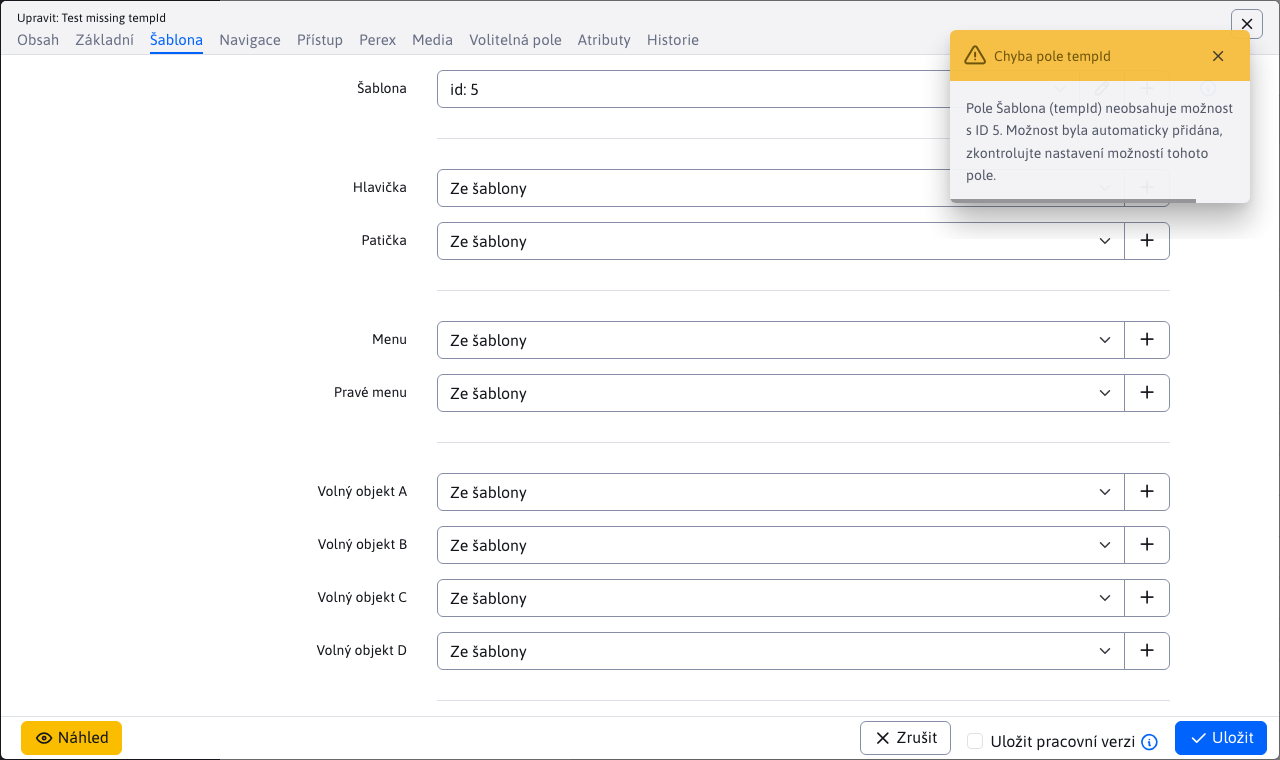 Upravit: Test missing tempId
Obsah Základní Šablona Navigace Přístup Perex Media Volitelná pole Atributy Historie
Chyba pole tempId
Pole Šablona (tempId) neobsahuje možnost
s ID 5. Možnost byla automaticky přidána,
zkontrolujte nastavení možností tohoto
pole.
Šablona id: 5
Hlavička Ze šablony
Patička Ze šablony
Menu Ze šablony
Pravé menu Ze šablony
Volný objekt A Ze šablony
Volný objekt B Ze šablony
Volný objekt C Ze šablony
Volný objekt D Ze šablony
Náhled Zrušit Uložit pracovní verzi Uložit